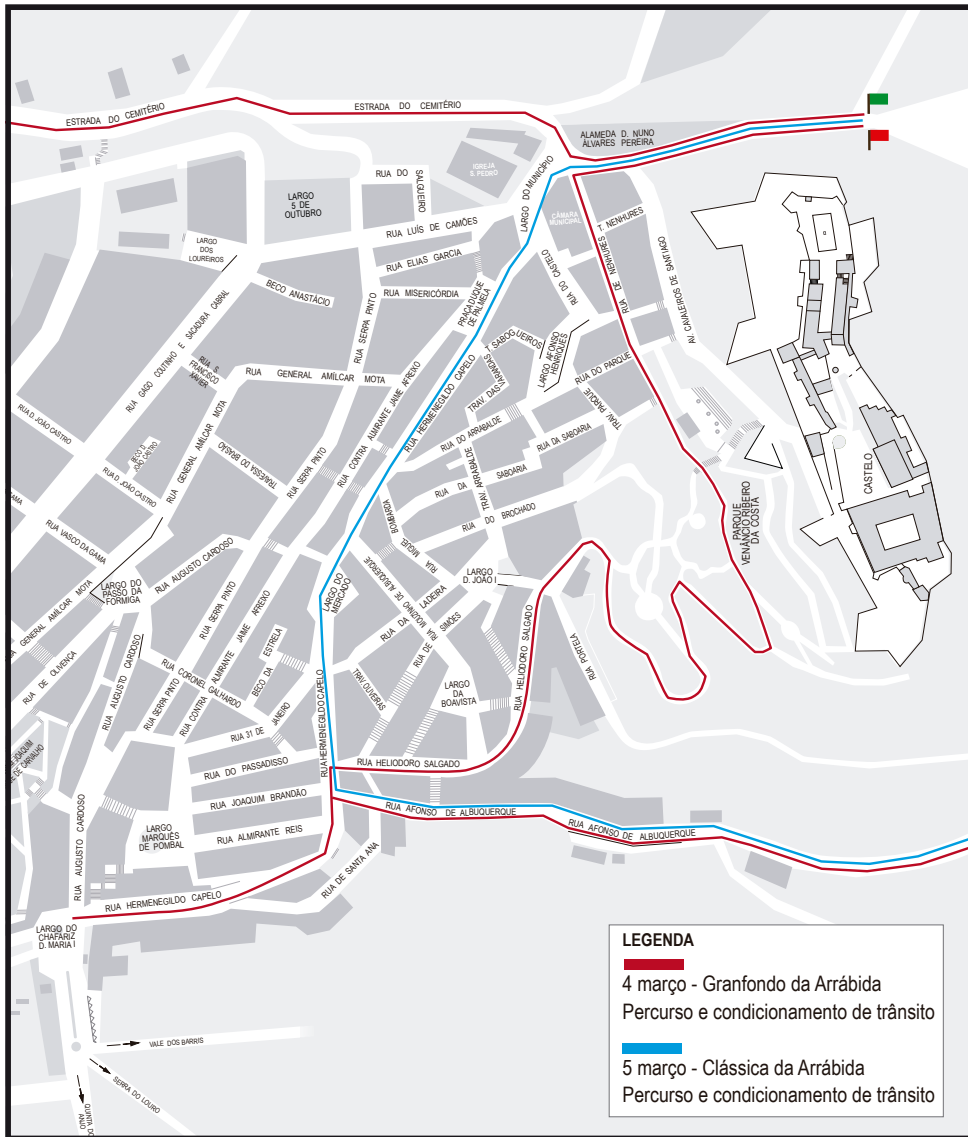 ESTRADA DO CEMITÉRIO
ESTRADA DO CEMITÉRIO
ALAMEDA D. NUNO
ÁLVARES PEREIRA
IGREJA
S. PEDRO
LARGO DO MUNICÍPIO
RUA DO
SALGUEIRO
LARGO
5 DE
OUTUBRO
CÂMARA
MUNICIPAL
T. NENHURES
RUA DE NENHURES
RUA LUÍS DE CAMÕES
LARGO
DOS
LOUREIROS
RUA ELIAS GARCIA
RUA DO CASTELO
AV. CAVALEIROS DE SANTIAGO
BECO ANASTÁCIO
RUA MISERICÓRDIA
PRAÇA DUQUE
DE PALMELA
RUA GAGO COUTINHO E SACADURA CABRAL
RUA SERPA PINTO
T. SABOGUEIROS
LARGO AFONSO
HENRIQUES
RUA S.
FRANCISCO
XAVIER
RUA GENERAL AMÍLCAR MOTA
RUA CONTRA ALMIRANTE JAIME AFREIXO
RUA HERMENEGILDO CAPELO
TRAV. DAS VARANDAS
RUA DO PARQUE
TRAV. PARQUE
RUA D. JOÃO CASTRO
BECO D.
JOÃO CASTRO
RUA D. JOÃO CASTRO
RUA GENERAL AMÍLCAR MOTA
TRAVESSA DO BRASÃO
RUA SERPA PINTO
RUA DO ARRABALDE
RUA DA SABOARIA
RUA DA SABOARIA
TRAV. ARRABALDE
CASTELO
GAMA
RUA VASCO DA GAMA
RUA DO BROCHADO
RUA MIGUEL BOMBARDA
PARQUE
VENÂNCIO RIBEIRO
DA COSTA
RUA AUGUSTO CARDOSO
LARGO DO
PASSO DA
FORMIGA
GENERAL AMÍLCAR MOTA
LARGO DO
MERCADO
RUA MOUZINHO DE ALBUQUERQUE
LARGO
D. JOÃO I
RUA DA LADEIRA
RUA DE SIMÕES
RUA SERPA PINTO
RUA CONTRA ALMIRANTE JAIME AFREIXO
BECO DA ESTRELA
RUA DE OLIVENÇA
RUA AUGUSTO CARDOSO
RUA CORONEL GALHARDO
RUA SERPA PINTO
TRAV. OLIVEIRAS
LARGO
DA
BOAVISTA
RUA HELIODORO SALGADO
RUA PORTELA
RUA 31 DE JANEIRO
RUA HERMENEGILDO CAPELO
RUA DO PASSADISSO
RUA HELIODORO SALGADO
RUA JOAQUIM BRANDÃO
RUA AFONSO DE ALBUQUERQUE
RUA AFONSO DE ALBUQUERQUE
RUA AUGUSTO CARDOSO
LARGO
MARQUÊS
DE POMBAL
RUA ALMIRANTE REIS
RUA DE SANTA ANA
RUA HERMENEGILDO CAPELO
LARGO DO
CHAFARIZ
D. MARIA I
VALE DOS BARRIS
SERRA DO LOURO
QUINTA DO
ANJO
LEGENDA
4 março - Granfondo da Arrábida
Percurso e condicionamento de trânsito
5 março - Clássica da Arrábida
Percurso e condicionamento de trânsito